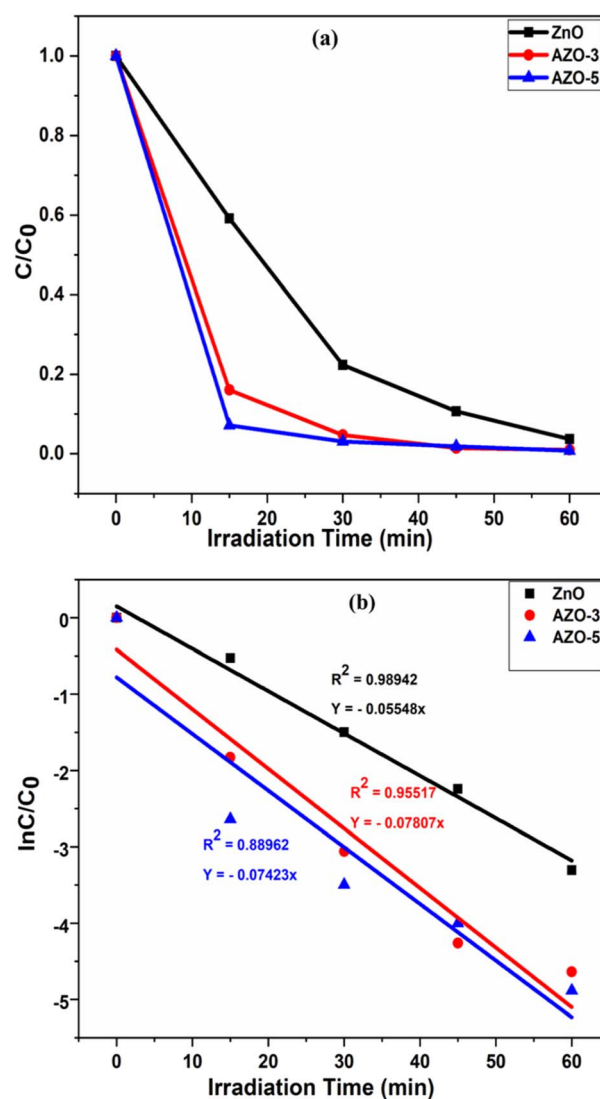 (a)
ZnO
AZO-3
AZO-5
1.0
0.8
0.6
0.4
0.2
0.0
C/C0
0 10 20 30 40 50 60
Irradiation Time (min)
(b)
ZnO
AZO-3
AZO-5
0
-1
-2
-3
-4
-5
lnC/C0
R2 = 0.98942
Y = - 0.05548x
R2 = 0.95517
Y = - 0.07807x
R2 = 0.88962
Y = - 0.07423x
0 10 20 30 40 50 60
Irradiation Time (min)